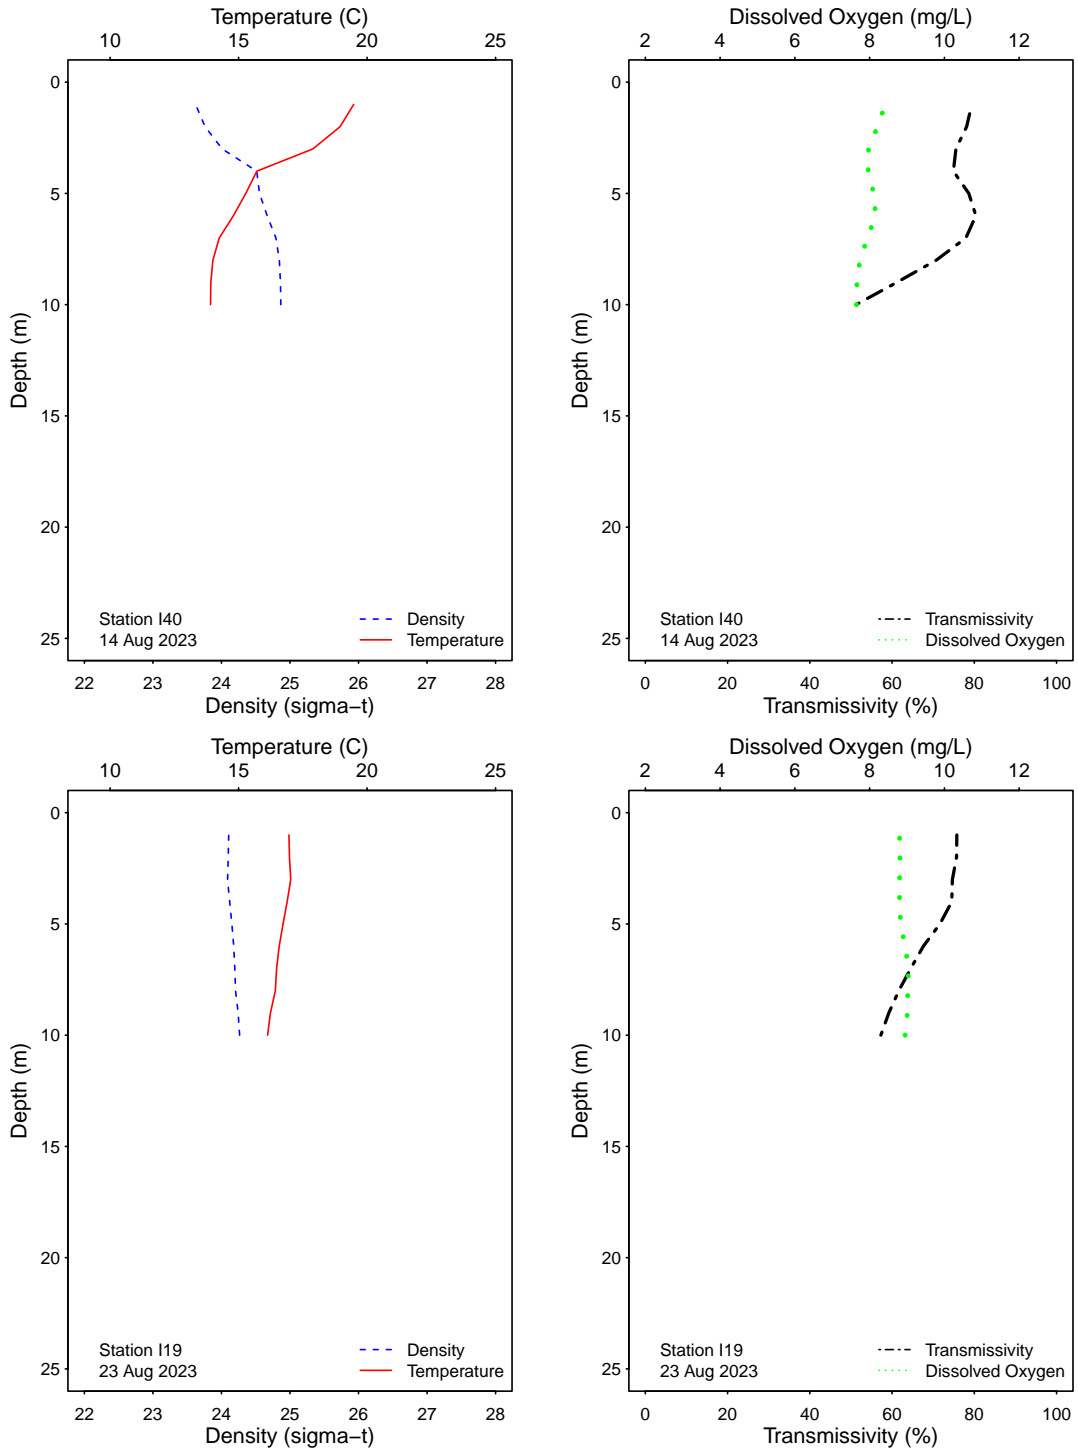 Temperature (C)
10 15 20 25
0
5
10
15
20
25
Depth (m)
Station I40
14 Aug 2023
Density
Temperature
22 23 24 25 26 27 28
Density (sigma−t)
Dissolved Oxygen (mg/L)
2 4 6 8 10 12
0
5
10
15
20
25
Depth (m)
Station I40
14 Aug 2023
Transmissivity
Dissolved Oxygen
0 20 40 60 80 100
Transmissivity (%)
Temperature (C)
10 15 20 25
0
5
10
15
20
25
Depth (m)
Station I19
23 Aug 2023
Density
Temperature
22 23 24 25 26 27 28
Density (sigma−t)
Dissolved Oxygen (mg/L)
2 4 6 8 10 12
0
5
10
15
20
25
Depth (m)
Station I19
23 Aug 2023
Transmissivity
Dissolved Oxygen
0 20 40 60 80 100
Transmissivity (%)